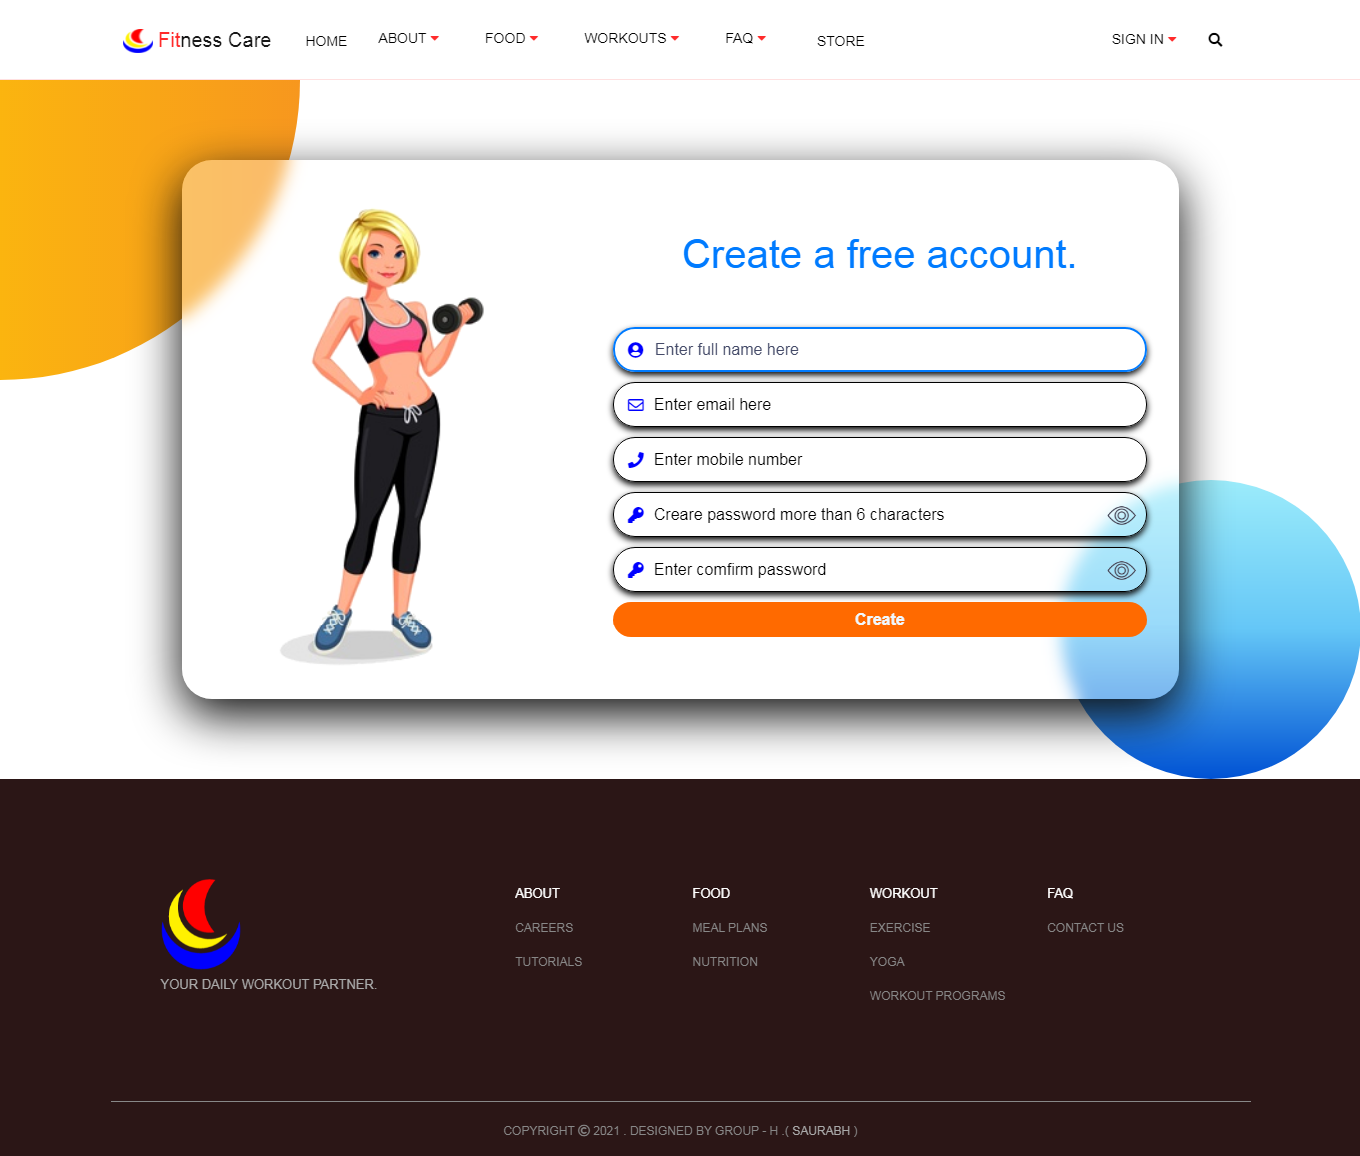 Fitness Care HOME ABOUT FOOD WORKOUTS FAQ STORE SIGN IN
Create a free account.
Enter full name here
Enter email here
Enter mobile number
Creare password more than 6 characters
Enter comfirm password
Create
ABOUT FOOD WORKOUT FAQ
CAREERS MEAL PLANS EXERCISE CONTACT US
TUTORIALS NUTRITION YOGA
YOUR DAILY WORKOUT PARTNER.
WORKOUT PROGRAMS
COPYRIGHT © 2021 . DESIGNED BY GROUP - H .( SAURABH )